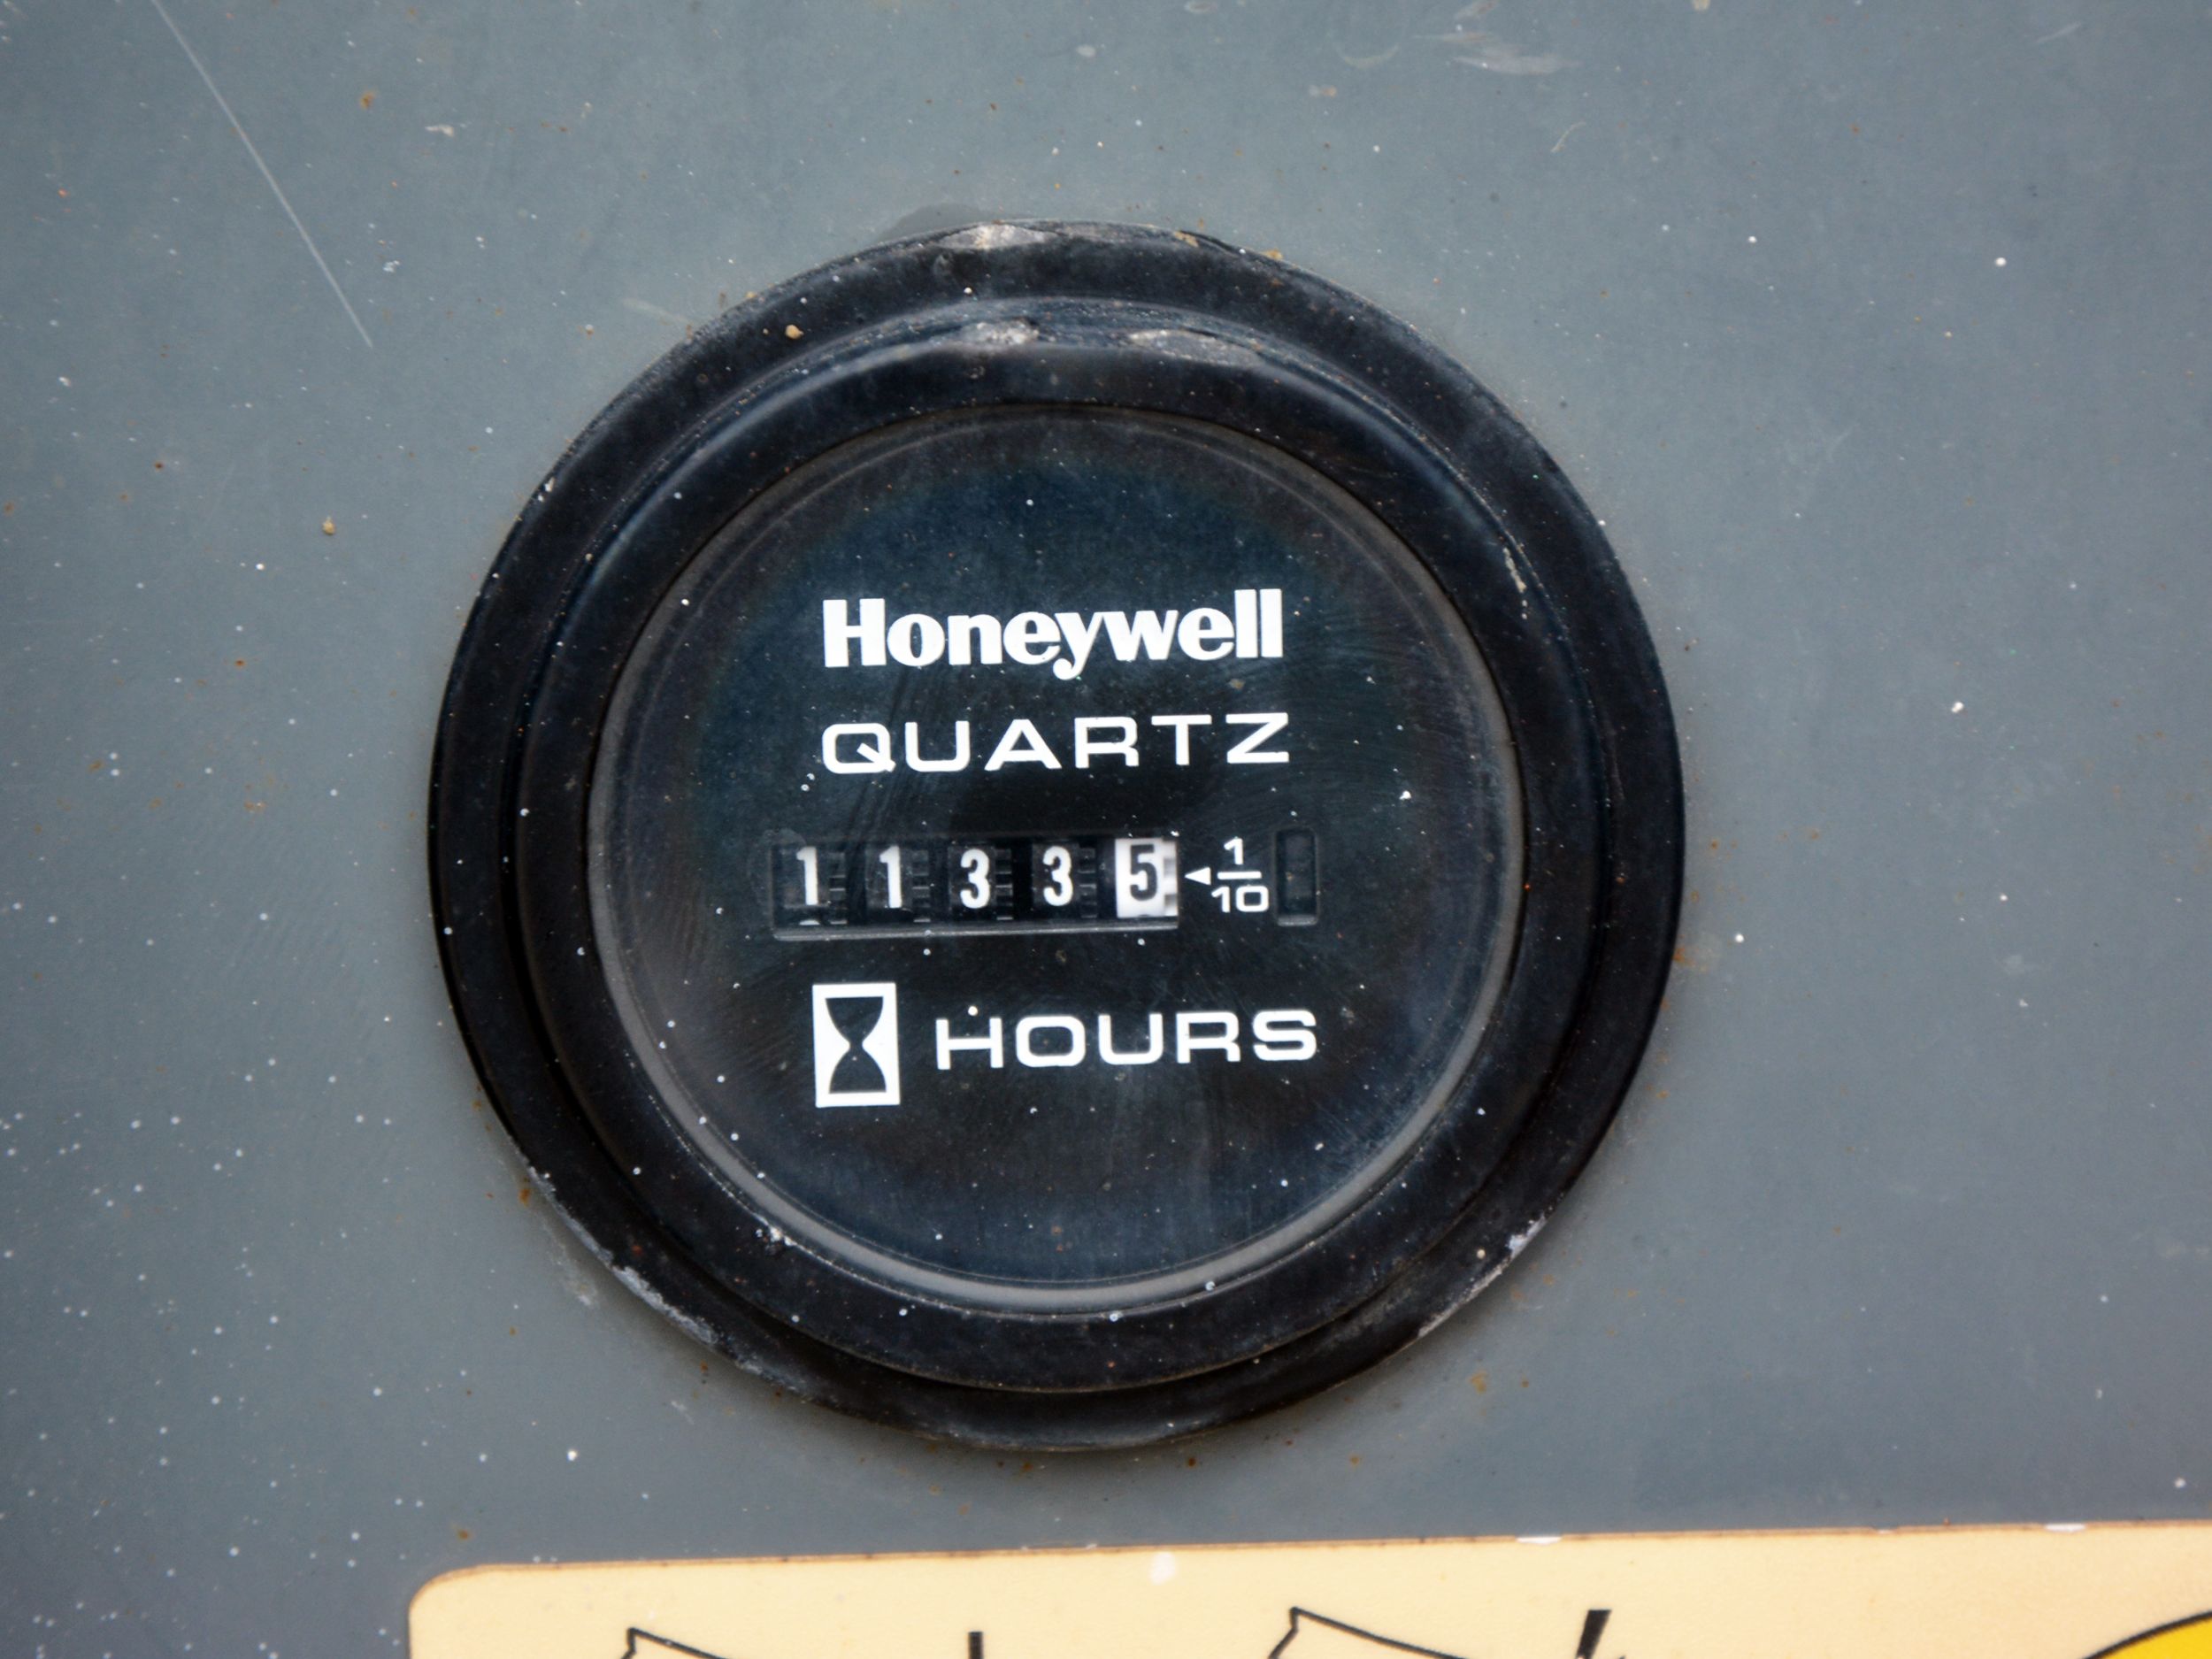 Honeywell
QUARTZ
11335 ◄ 1/10
HOURS